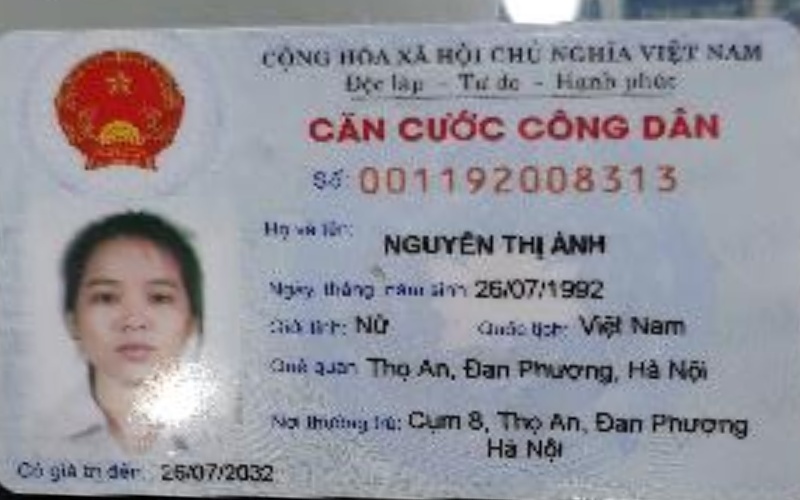 CỘNG HÒA XÃ HỘI CHỦ NGHĨA VIỆT NAM
Độc lập - Tự do - Hạnh phúc
CĂN CƯỚC CÔNG DÂN
Số: 001192008313
Họ và tên: NGUYỄN THỊ ÁNH
Ngày, tháng, năm sinh: 26/07/1992
Giới tính: Nữ Quốc tịch: Việt Nam
Quê quán: Thọ An, Đan Phượng, Hà Nội
Nơi thường trú: Cụm 8, Thọ An, Đan Phượng
Hà Nội
Có giá trị đến: 26/07/2032